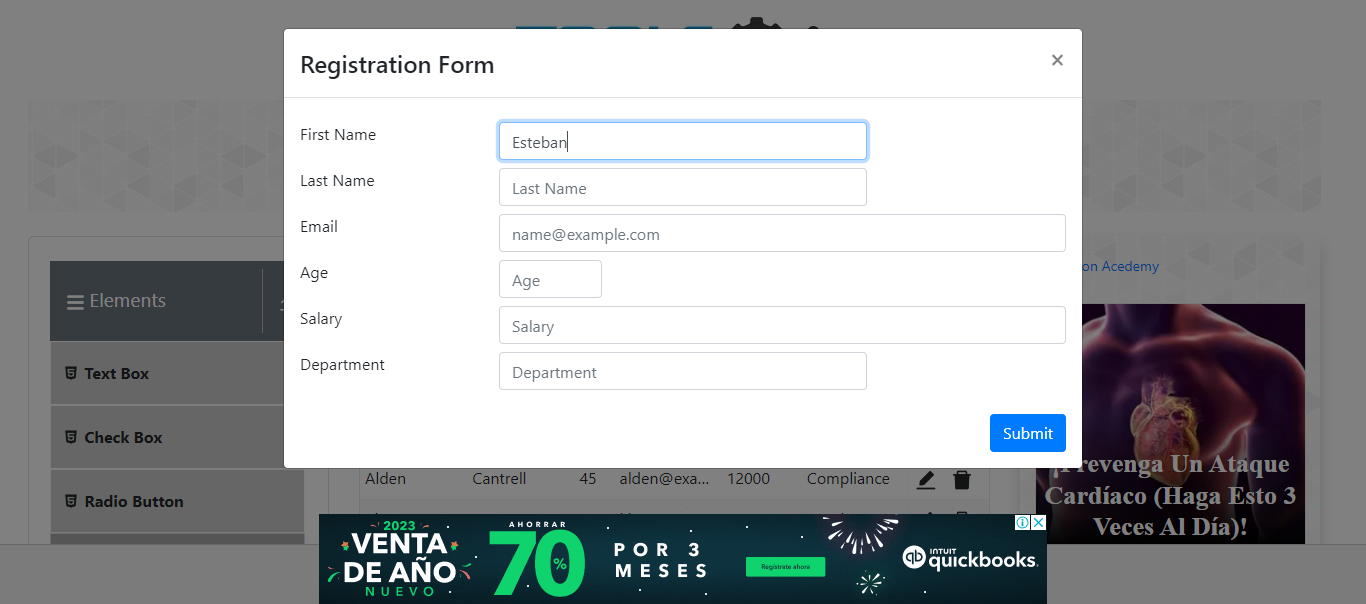 Registration Form
×
First Name
Esteban
Last Name
Last Name
Email
name@example.com
Age
Age
Salary
Salary
Department
Department
Submit
Elements
Text Box
Check Box
Radio Button
on Acedemy
Alden Cantrell 45 alden@exa... 12000 Compliance
¡Prevenga Un Ataque
Cardíaco (Haga Esto 3
Veces Al Día)!
2023
VENTA
DE AÑO
NUEVO
AHORRAR
70%
POR 3
MESES
Regístrate ahora
qb INTUIT
quickbooks.